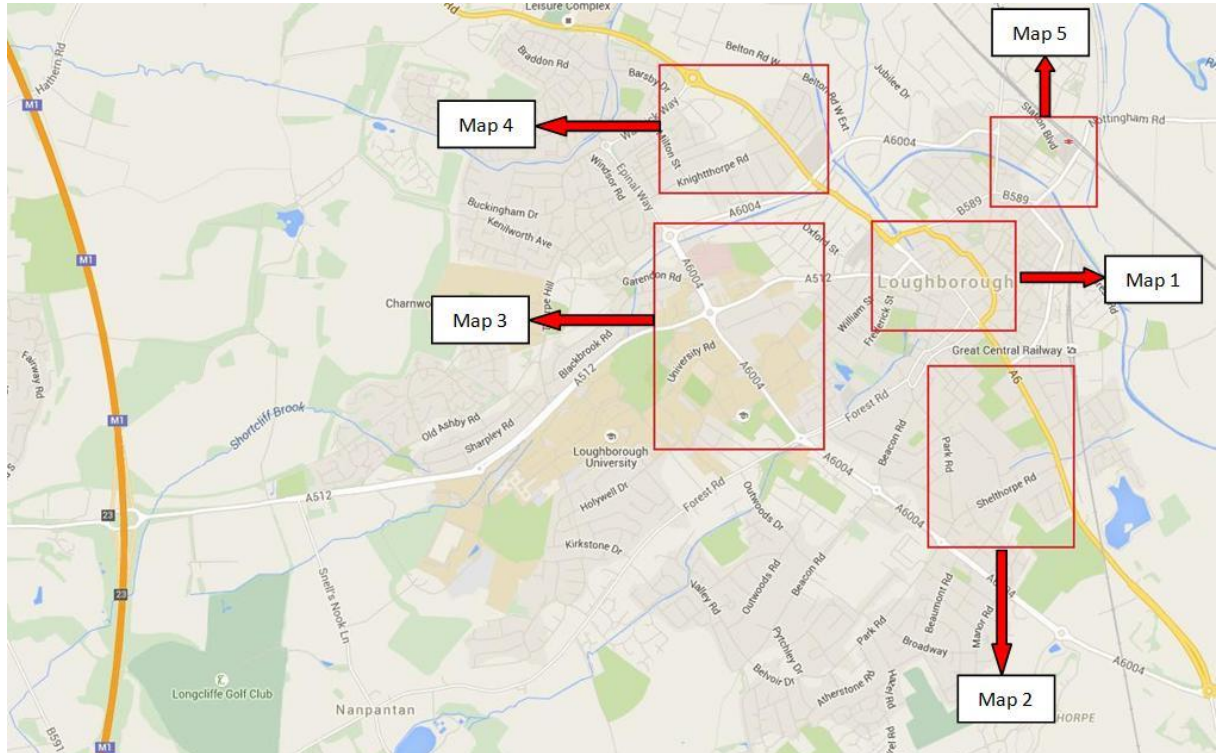 Leisure Complex
Map 5
Hathern Rd
Braddon Rd
Belton Rd W
Barsby Dr
Jubilee Dr
M1
Belton Rd W Ext
Station Blvd
Nottingham Rd
Map 4
A6004
Milton St
Knightthorpe Rd
Windsor Rd
Epinal Way
B589
B589
Buckingham Dr
A6004
Kenilworth Ave
Oxford St
M1
A6004
Garendon Rd
A512
Loughborough
Map 1
Map 3
William St
Frederick St
Blackbrook Rd
A512
University Rd
A6004
Great Central Railway
Fairway Rd
A6
Forest Rd
M1
Shortcliff Brook
Old Ashby Rd
Sharpley Rd
Beacon Rd
Park Rd
Loughborough
University
Shelthorpe Rd
A512
A6004
23
Holywell Dr
Forest Rd
Outwoods Dr
Kirkstone Dr
A6004
23
Snell's Nook Ln
Valley Rd
Outwoods Rd
Beacon Rd
Beaumont Rd
Manor Rd
Park Rd
Broadway
Pytchley Dr
A6004
Belvoir Dr
Atherstone Rd
Map 2
Longcliffe Golf Club
Nanpantan
B591
M1